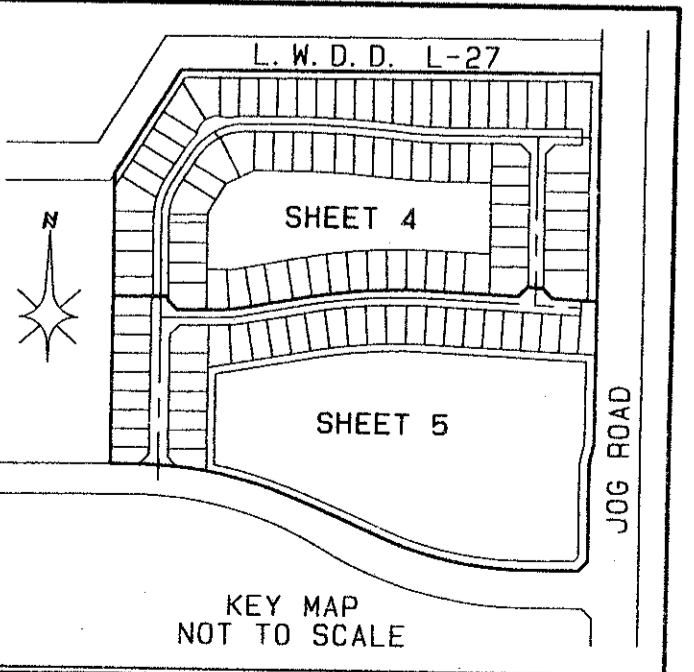 L. W. D. D. L-27
N
SHEET 4
SHEET 5
JOG ROAD
KEY MAP
NOT TO SCALE